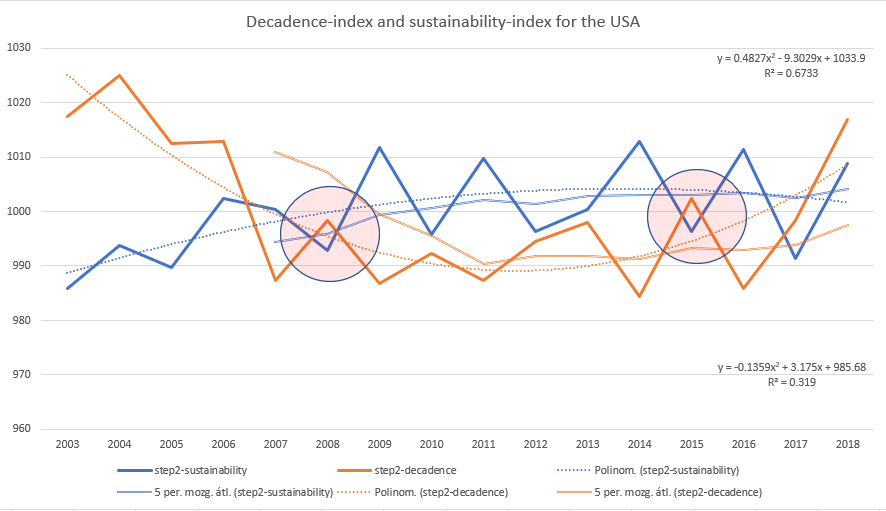 Decadence-index and sustainability-index for the USA
1030
y = 0.4827x² - 9.3029x + 1033.9
R² = 0.6733
1020
1010
1000
990
980
970
y = -0.1359x² + 3.175x + 985.68
R² = 0.319
960
2003 2004 2005 2006 2007 2008 2009 2010 2011 2012 2013 2014 2015 2016 2017 2018
step2-sustainability step2-decadence Polinom. (step2-sustainability)
5 per. mozg. átl. (step2-sustainability) Polinom. (step2-decadence) 5 per. mozg. átl. (step2-decadence)